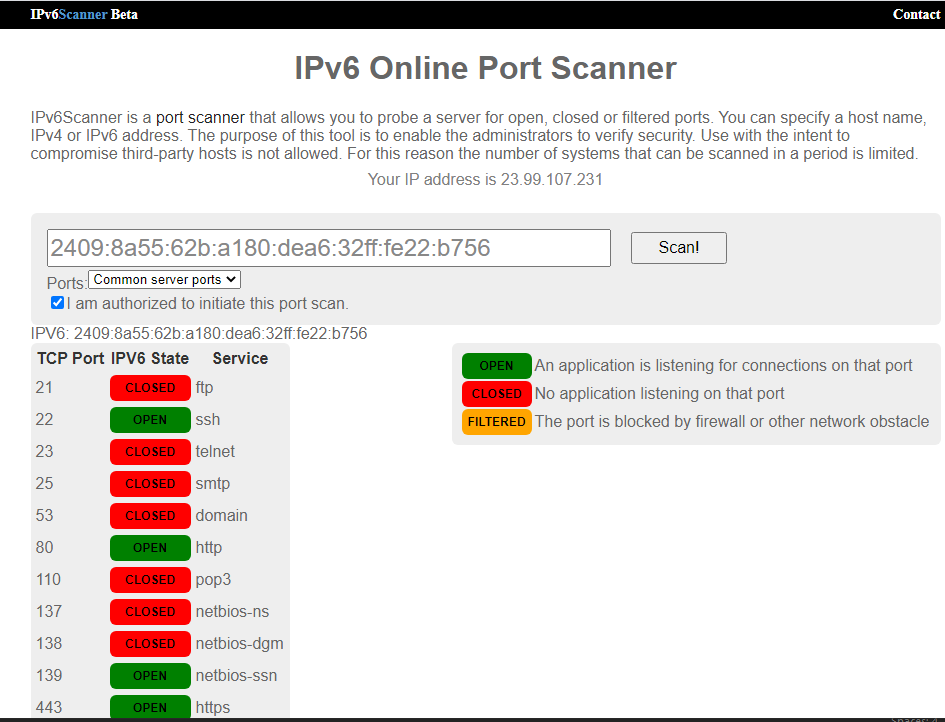 IPv6Scanner Beta Contact
IPv6 Online Port Scanner
IPv6Scanner is a port scanner that allows you to probe a server for open, closed or filtered ports. You can specify a host name,
IPv4 or IPv6 address. The purpose of this tool is to enable the administrators to verify security. Use with the intent to
compromise third-party hosts is not allowed. For this reason the number of systems that can be scanned in a period is limited.
Your IP address is 23.99.107.231
2409:8a55:62b:a180:dea6:32ff:fe22:b756 Scan!
Ports: Common server ports
I am authorized to initiate this port scan.
IPV6: 2409:8a55:62b:a180:dea6:32ff:fe22:b756
TCP Port IPV6 State Service
21 CLOSED ftp
22 OPEN ssh
23 CLOSED telnet
25 CLOSED smtp
53 CLOSED domain
80 OPEN http
110 CLOSED pop3
137 CLOSED netbios-ns
138 CLOSED netbios-dgm
139 OPEN netbios-ssn
443 OPEN https
OPEN An application is listening for connections on that port
CLOSED No application listening on that port
FILTERED The port is blocked by firewall or other network obstacle